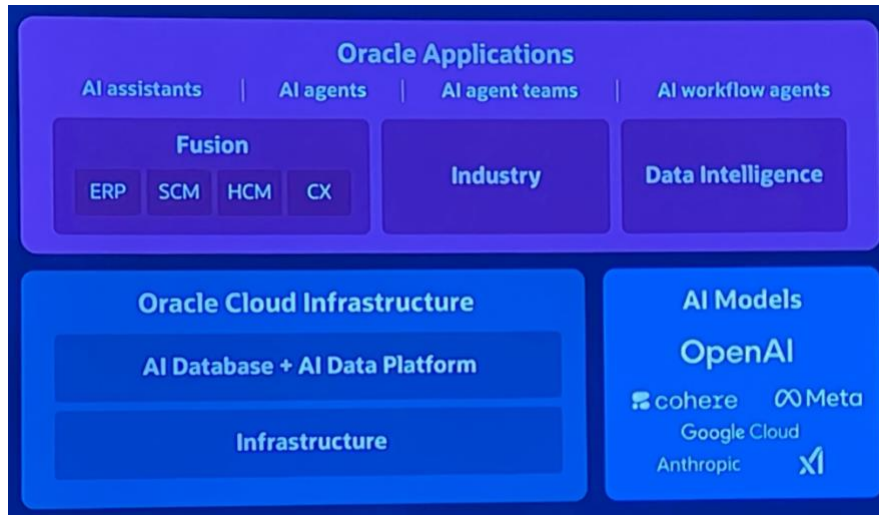 Oracle Applications
AI assistants | AI agents | AI agent teams | AI workflow agents
Fusion
ERP SCM HCM CX
Industry
Data Intelligence
Oracle Cloud Infrastructure
AI Database + AI Data Platform
Infrastructure
AI Models
OpenAI
cohere Meta
Google Cloud
Anthropic xAI